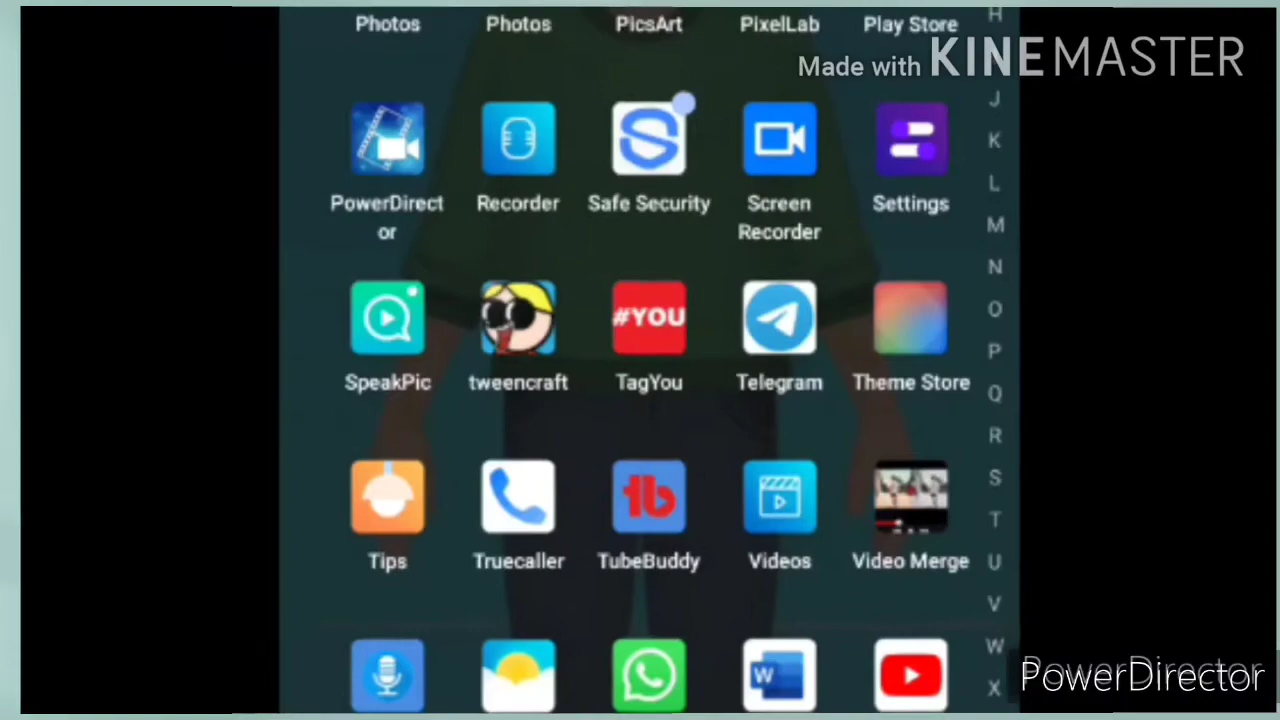 Photos Photos PicsArt PixelLab Play Store
H
Made with KINEMASTER
J
K
L
PowerDirect
or
Recorder
Safe Security
Screen
Recorder
Settings
M
N
#YOU
O
P
SpeakPic tweencraft TagYou Telegram Theme Store
Q
R
S
tb
T
Tips Truecaller TubeBuddy Videos Video Merge
U
V
W
W
X
PowerDirector